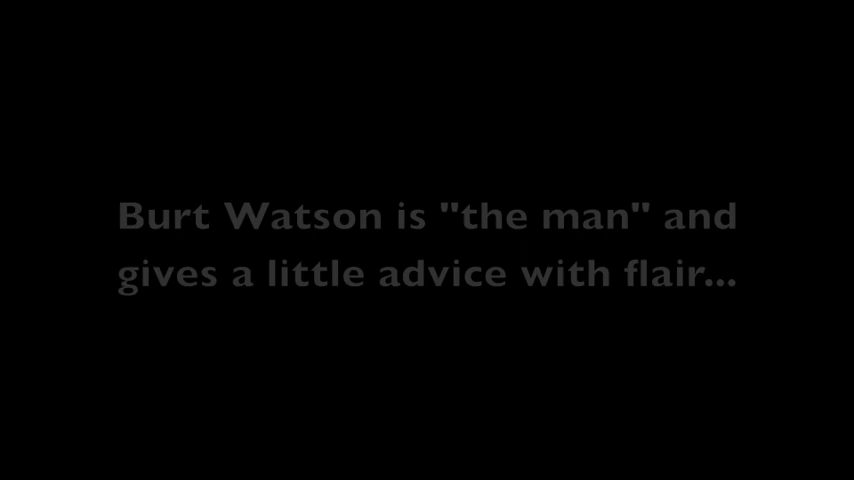 Burt Watson is "the man" and
gives a little advice with flair...